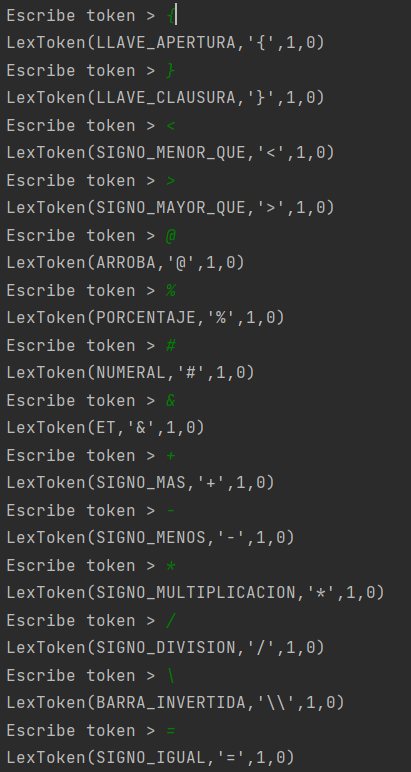 Escribe token > {
LexToken(LLAVE_APERTURA,'{',1,0)
Escribe token > }
LexToken(LLAVE_CLAUSURA,'}',1,0)
Escribe token > <
LexToken(SIGNO_MENOR_QUE,'<',1,0)
Escribe token > >
LexToken(SIGNO_MAYOR_QUE,'>',1,0)
Escribe token > @
LexToken(ARROBA,'@',1,0)
Escribe token > %
LexToken(PORCENTAJE,'%',1,0)
Escribe token > #
LexToken(NUMERAL,'#',1,0)
Escribe token > &
LexToken(ET,'&',1,0)
Escribe token > +
LexToken(SIGNO_MAS,'+',1,0)
Escribe token > -
LexToken(SIGNO_MENOS,'-',1,0)
Escribe token > *
LexToken(SIGNO_MULTIPLICACION,'*',1,0)
Escribe token > /
LexToken(SIGNO_DIVISION,'/',1,0)
Escribe token > \
LexToken(BARRA_INVERTIDA,'\\',1,0)
Escribe token > =
LexToken(SIGNO_IGUAL,'=',1,0)